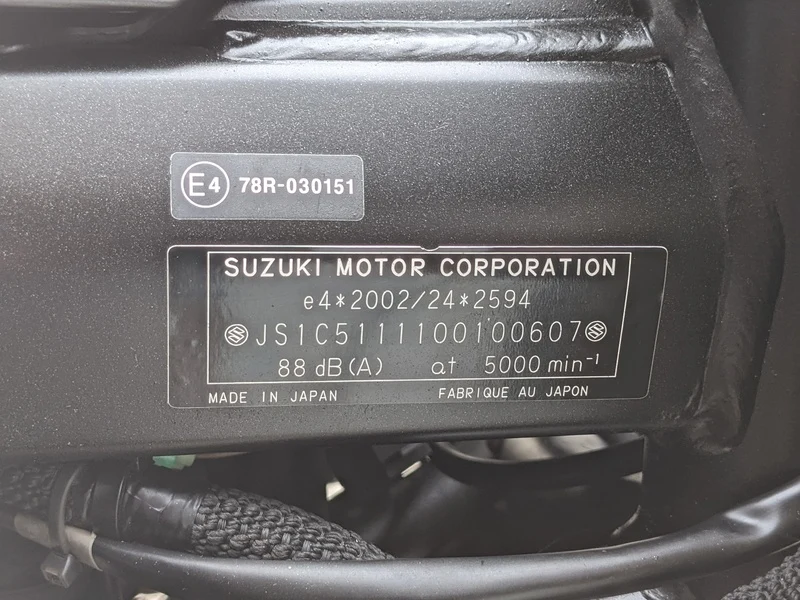 E4 78R-030151
SUZUKI MOTOR CORPORATION
e4*2002/24*2594
JS1C5111100100607
88 dB(A) at 5000 min⁻¹
MADE IN JAPAN FABRIQUE AU JAPON